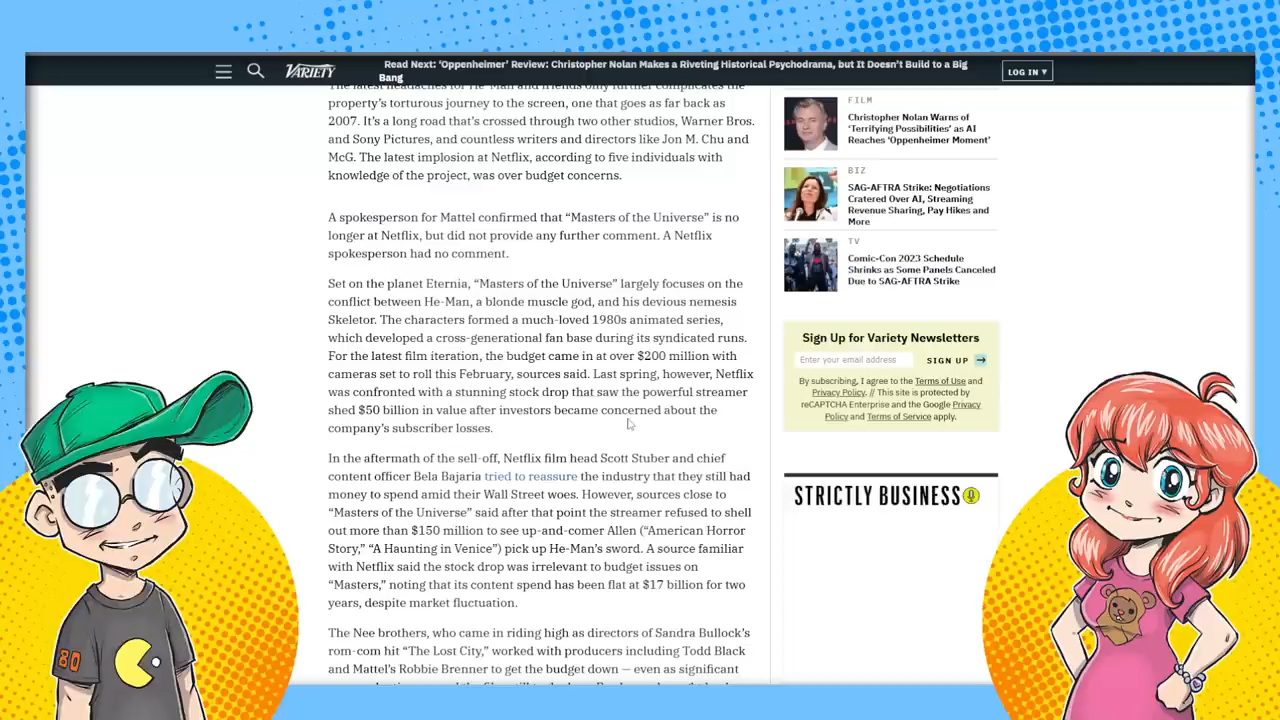 Read Next: ‘Oppenheimer’ Review: Christopher Nolan Makes a Riveting Historical Psychodrama, but It Doesn’t Build to a Big
Bang
VARIETY
LOG IN ▾
The latest headaches for He-Man and friends only further complicates the
property’s torturous journey to the screen, one that goes as far back as
2007. It’s a long road that’s crossed through two other studios, Warner Bros.
and Sony Pictures, and countless writers and directors like Jon M. Chu and
McG. The latest implosion at Netflix, according to five individuals with
knowledge of the project, was over budget concerns.
A spokesperson for Mattel confirmed that “Masters of the Universe” is no
longer at Netflix, but did not provide any further comment. A Netflix
spokesperson had no comment.
Set on the planet Eternia, “Masters of the Universe” largely focuses on the
conflict between He-Man, a blonde muscle god, and his devious nemesis
Skeletor. The characters formed a much-loved 1980s animated series,
which developed a cross-generational fan base during its syndicated runs.
For the latest film iteration, the budget came in at over $200 million with
cameras set to roll this February, sources said. Last spring, however, Netflix
was confronted with a stunning stock drop that saw the powerful streamer
shed $50 billion in value after investors became concerned about the
company’s subscriber losses.
In the aftermath of the sell-off, Netflix film head Scott Stuber and chief
content officer Bela Bajaria tried to reassure the industry that they still had
money to spend amid their Wall Street woes. However, sources close to
“Masters of the Universe” said after that point the streamer refused to shell
out more than $150 million to see up-and-comer Allen (“American Horror
Story,” “A Haunting in Venice”) pick up He-Man’s sword. A source familiar
with Netflix said the stock drop was irrelevant to budget issues on
“Masters,” noting that its content spend has been flat at $17 billion for two
years, despite market fluctuation.
The Nee brothers, who came in riding high as directors of Sandra Bullock’s
rom-com hit “The Lost City,” worked with producers including Todd Black
and Mattel’s Robbie Brenner to get the budget down — even as significant
FILM
Christopher Nolan Warns of
‘Terrifying Possibilities’ as AI
Reaches ‘Oppenheimer Moment’
BIZ
SAG-AFTRA Strike: Negotiations
Cratered Over AI, Streaming
Revenue Sharing, Pay Hikes and
More
TV
Comic-Con 2023 Schedule
Shrinks as Some Panels Canceled
Due to SAG-AFTRA Strike
Sign Up for Variety Newsletters
Enter your email address
SIGN UP →
By subscribing, I agree to the Terms of Use and
Privacy Policy. // This site is protected by
reCAPTCHA Enterprise and the Google Privacy
Policy and Terms of Service apply.
STRICTLY BUSINESS
80